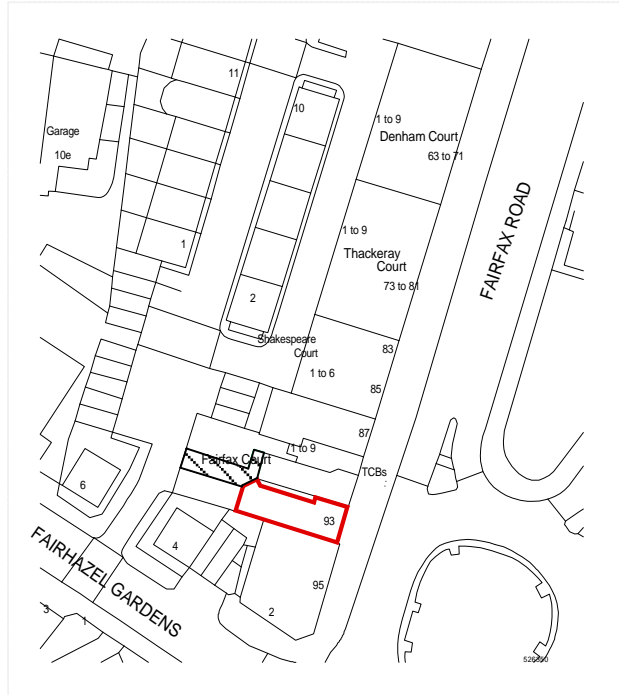 11
10
Garage
10e
1 to 9
Denham Court
63 to 71
FAIRFAX ROAD
1
1 to 9
Thackeray
Court
73 to 81
2
Shakespeare
Court
1 to 6
83
85
87
1 to 9
Fairfax Court
TCBs
6
93
4
FAIRHAZEL GARDENS
95
2
3
1